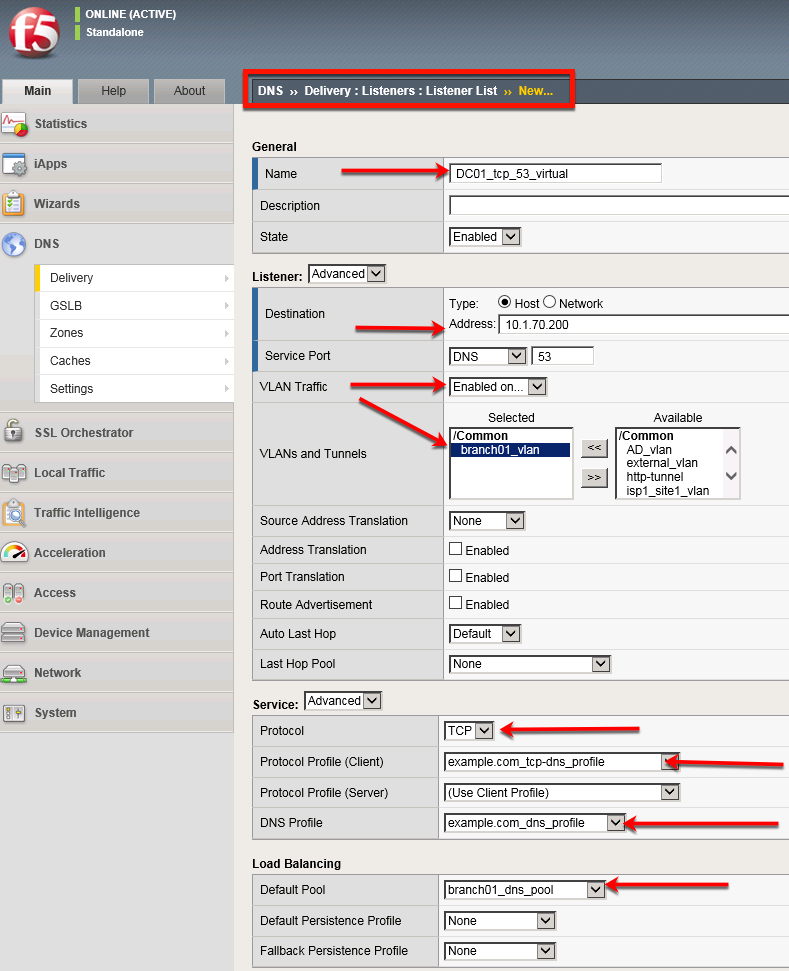 f5
ONLINE (ACTIVE)
Standalone
Main Help About
DNS ›› Delivery : Listeners : Listener List ›› New...
Statistics
iApps
Wizards
DNS
Delivery
GSLB
Zones
Caches
Settings
SSL Orchestrator
Local Traffic
Traffic Intelligence
Acceleration
Access
Device Management
Network
System
General
Name DC01_tcp_53_virtual
Description
State Enabled
Listener: Advanced
Destination
Type: Host Network
Address: 10.1.70.200
Service Port DNS 53
VLAN Traffic Enabled on...
VLANs and Tunnels
Selected
/Common
branch01_vlan
<<
>>
Available
/Common
AD_vlan
external_vlan
http-tunnel
isp1_site1_vlan
Source Address Translation None
Address Translation Enabled
Port Translation Enabled
Route Advertisement Enabled
Auto Last Hop Default
Last Hop Pool None
Service: Advanced
Protocol TCP
Protocol Profile (Client) example.com_tcp-dns_profile
Protocol Profile (Server) (Use Client Profile)
DNS Profile example.com_dns_profile
Load Balancing
Default Pool branch01_dns_pool
Default Persistence Profile None
Fallback Persistence Profile None